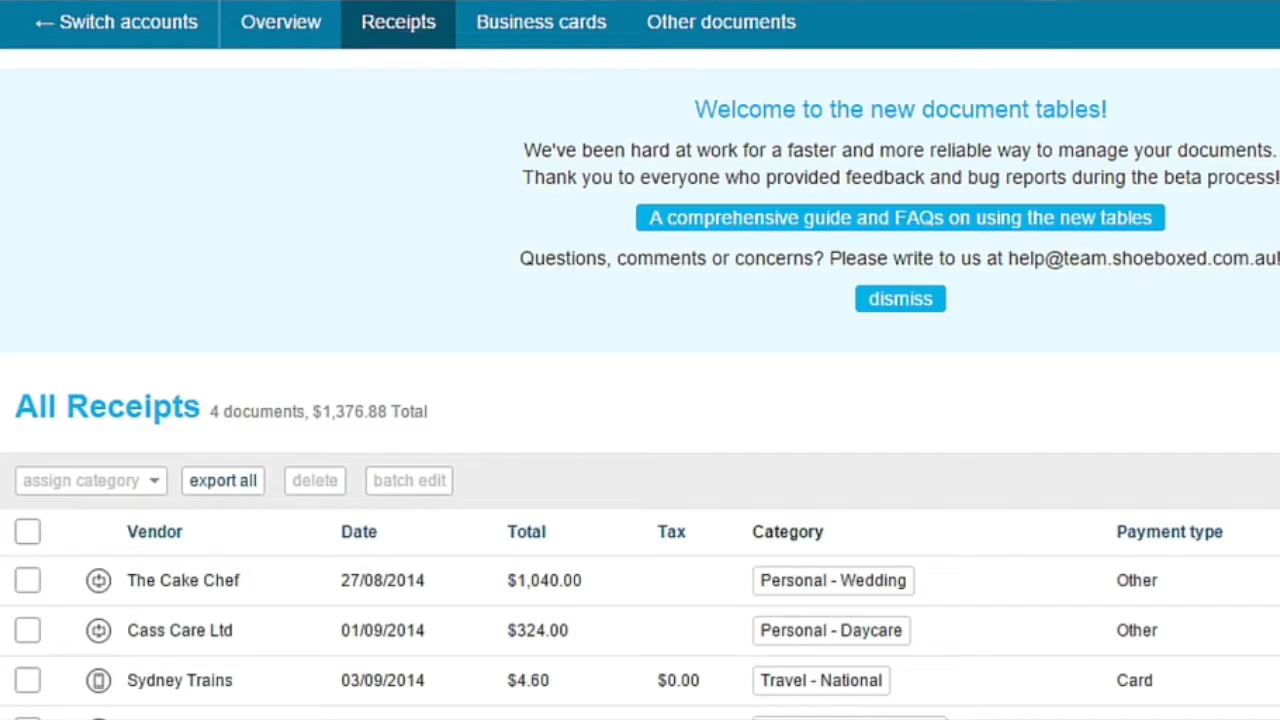 ← Switch accounts Overview Receipts Business cards Other documents
Welcome to the new document tables!
We've been hard at work for a faster and more reliable way to manage your documents.
Thank you to everyone who provided feedback and bug reports during the beta process!
A comprehensive guide and FAQs on using the new tables
Questions, comments or concerns? Please write to us at help@team.shoeboxed.com.au!
dismiss
All Receipts 4 documents, $1,376.88 Total
assign category export all delete batch edit
Vendor Date Total Tax Category Payment type
The Cake Chef 27/08/2014 $1,040.00 Personal - Wedding Other
Cass Care Ltd 01/09/2014 $324.00 Personal - Daycare Other
Sydney Trains 03/09/2014 $4.60 $0.00 Travel - National Card